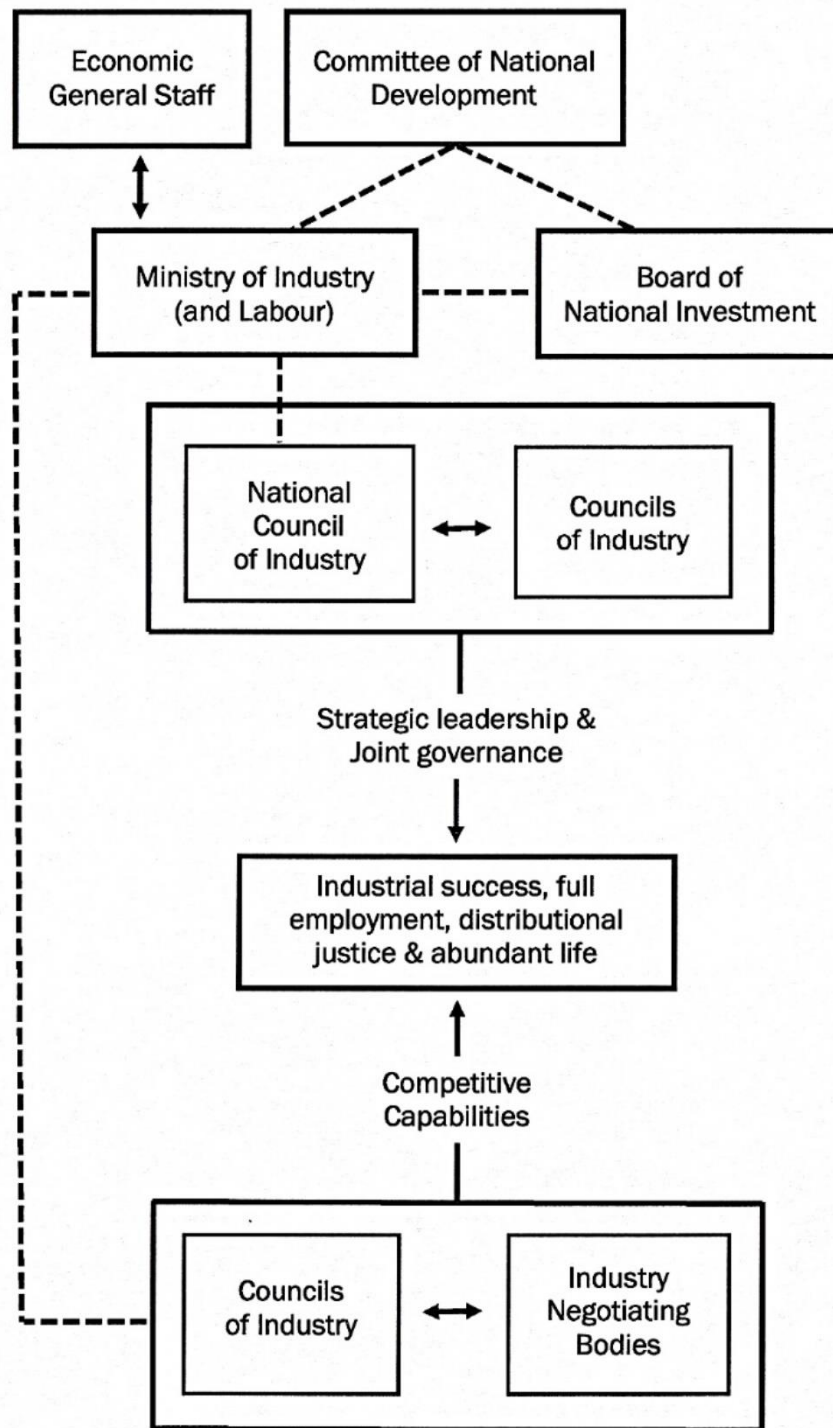 Economic
General Staff
Committee of National
Development
Ministry of Industry
(and Labour)
Board of
National Investment
National
Council
of Industry
Councils
of Industry
Strategic leadership &
Joint governance
Industrial success, full
employment, distributional
justice & abundant life
Competitive
Capabilities
Councils
of Industry
Industry
Negotiating
Bodies